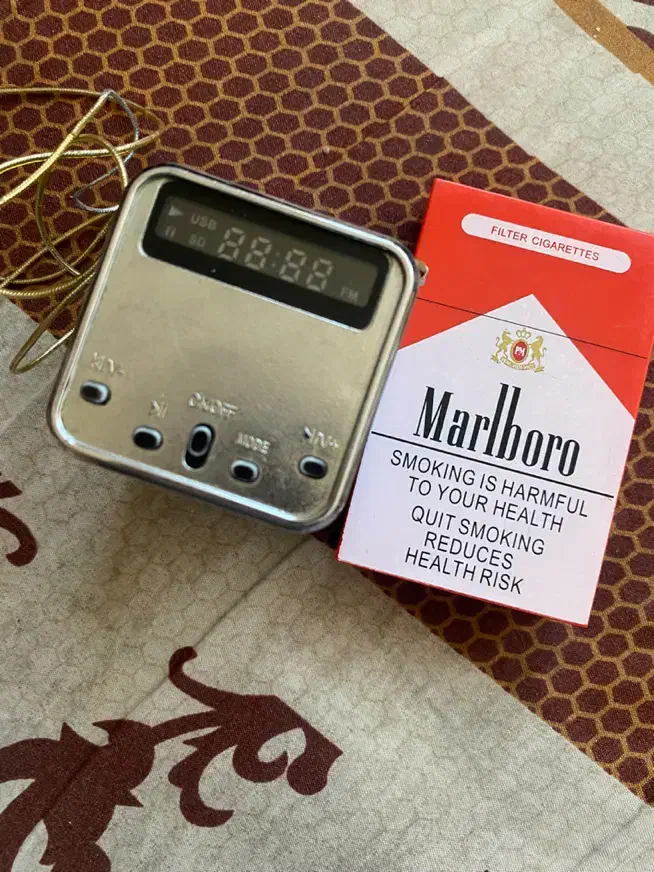 USB
SD
88:88
FM
V-
ON/OFF
MODE
V+
FILTER CIGARETTES
PM
Marlboro
SMOKING IS HARMFUL
TO YOUR HEALTH
QUIT SMOKING
REDUCES
HEALTH RISK